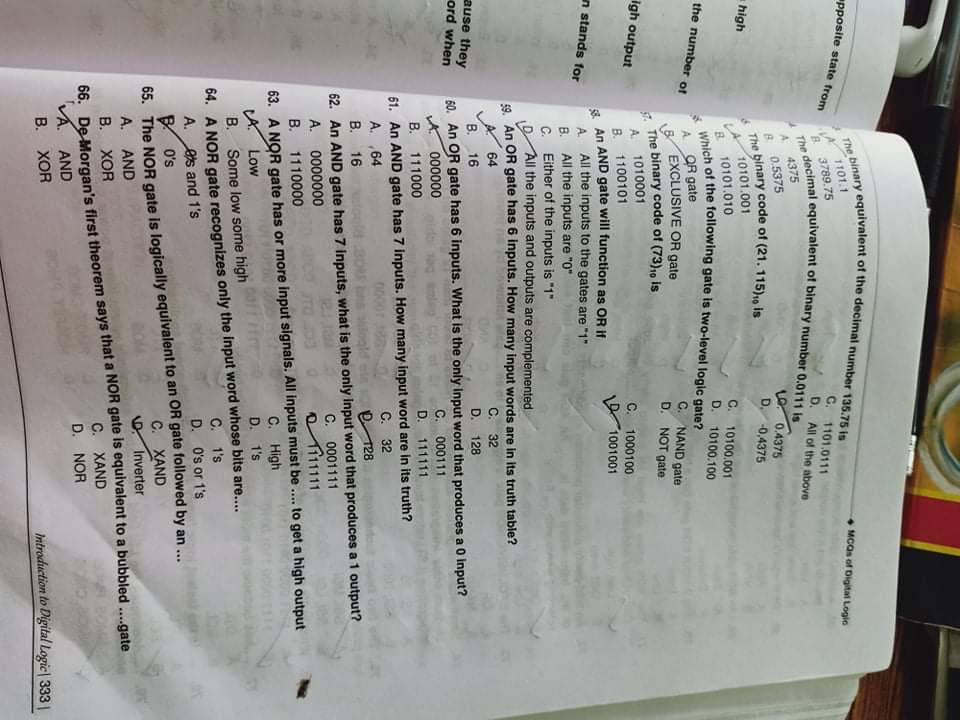 pposite state from
high
the number of
igh output
n stands for
ause they
ord when
◆ MCQs of Digital Logic
The binary equivalent of the decimal number 135.75 is
A. 1101.1
B. 3789.75
C. 1101.0111
D. All of the above
The decimal equivalent of binary number 0.0111 is
A. 4375
B. 0.5375
C. 0.4375
D. -0,4375
The binary code of (21. 115)₁₀ is
A. 10101.001
B. 10101.010
C. 10100.001
D. 10100.100
Which of the following gate is two-level logic gate?
A. OR gate
B. EXCLUSIVE OR gate
C. NAND gate
D. NOT gate
57. The binary code of (73)₁₀ is
A. 1010001
B. 1100101
C. 1000100
D. 1001001
58. An AND gate will function as OR if
A. All the inputs to the gates are "1"
B. All the inputs are "0"
C. Either of the inputs is "1"
D. All the inputs and outputs are complemented
59. An OR gate has 6 inputs. How many input words are in its truth table?
A. 64
B. 16
C. 32
D. 128
60. An OR gate has 6 inputs. What is the only input word that produces a 0 input?
A. 000000
B. 111000
C. 000111
D. 111111
61. An AND gate has 7 inputs. How many input word are in its truth?
A. 64
B. 16
C. 32
D. 128
62. An AND gate has 7 inputs, what is the only input word that produces a 1 output?
A. 0000000
B. 1110000
C. 0001111
D. 1111111
63. A NOR gate has or more input signals. All inputs must be .... to get a high output
A. Low
B. Some low some high
C. High
D. 1's
64. A NOR gate recognizes only the input word whose bits are....
A. 0's and 1's
B. 0's
C. 1's
D. 0's or 1's
65. The NOR gate is logically equivalent to an OR gate followed by an ...
A. AND
B. XOR
C. XAND
D. Inverter
66. De Morgan's first theorem says that a NOR gate is equivalent to a bubbled ....gate
A. AND
B. XOR
C. XAND
D. NOR
Introduction to Digital Logic| 333 |